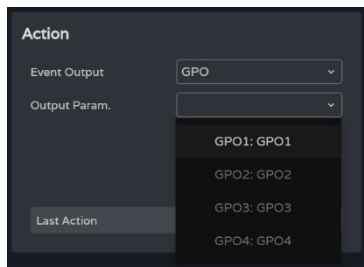 Action
Event Output GPO
Output Param.
GPO1: GPO1
GPO2: GPO2
GPO3: GPO3
Last Action
GPO4: GPO4